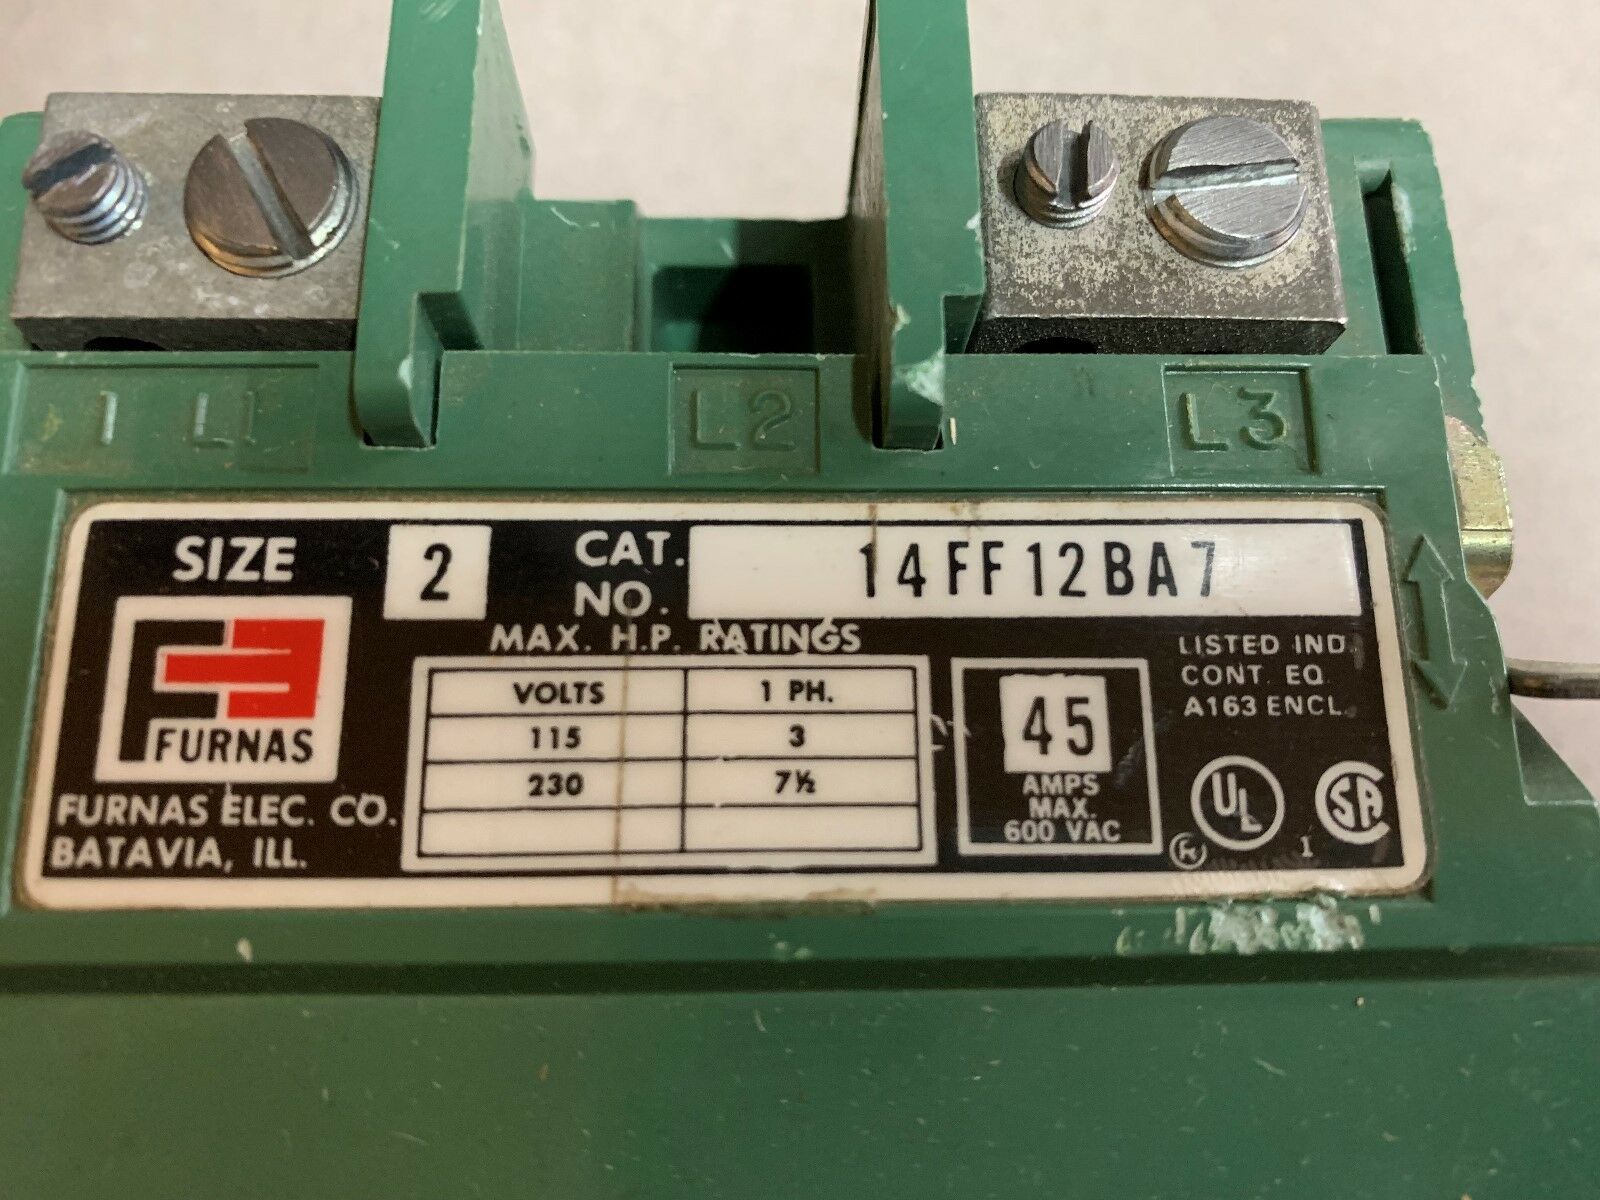 1 L1
L2
L3
SIZE 2
CAT. NO. 14FF12BA7
FURNAS
FURNAS ELEC. CO.
BATAVIA, ILL.
MAX. H.P. RATINGS
VOLTS 1 PH.
115 3
230 7½
45
AMPS
MAX.
600 VAC
LISTED IND.
CONT. EQ.
A163 ENCL.
UL
SA
1